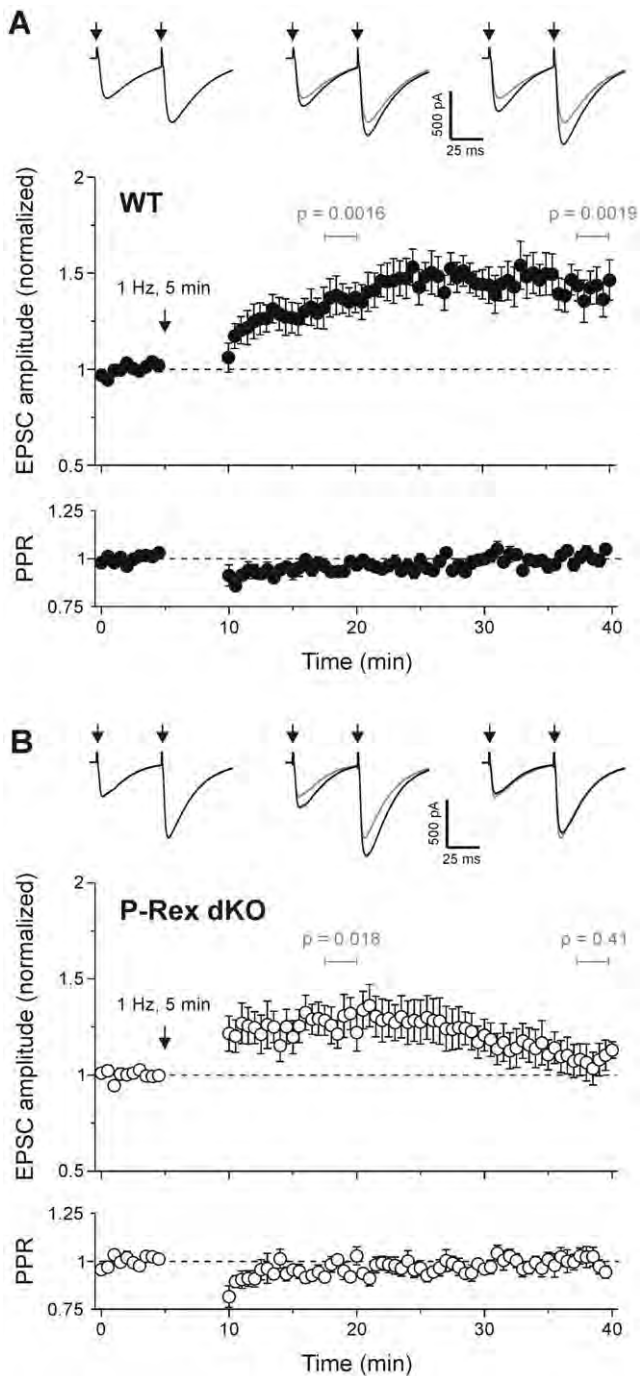 A
500 pA
25 ms
2
WT
p = 0.0016
p = 0.0019
1.5
1 Hz, 5 min
1
0.5
EPSC amplitude (normalized)
1.25
1
0.75
PPR
0
10
20
30
40
Time (min)
B
500 pA
25 ms
2
P-Rex dKO
p = 0.018
p = 0.41
1.5
1 Hz, 5 min
1
0.5
EPSC amplitude (normalized)
1.25
1
0.75
PPR
0
10
20
30
40
Time (min)